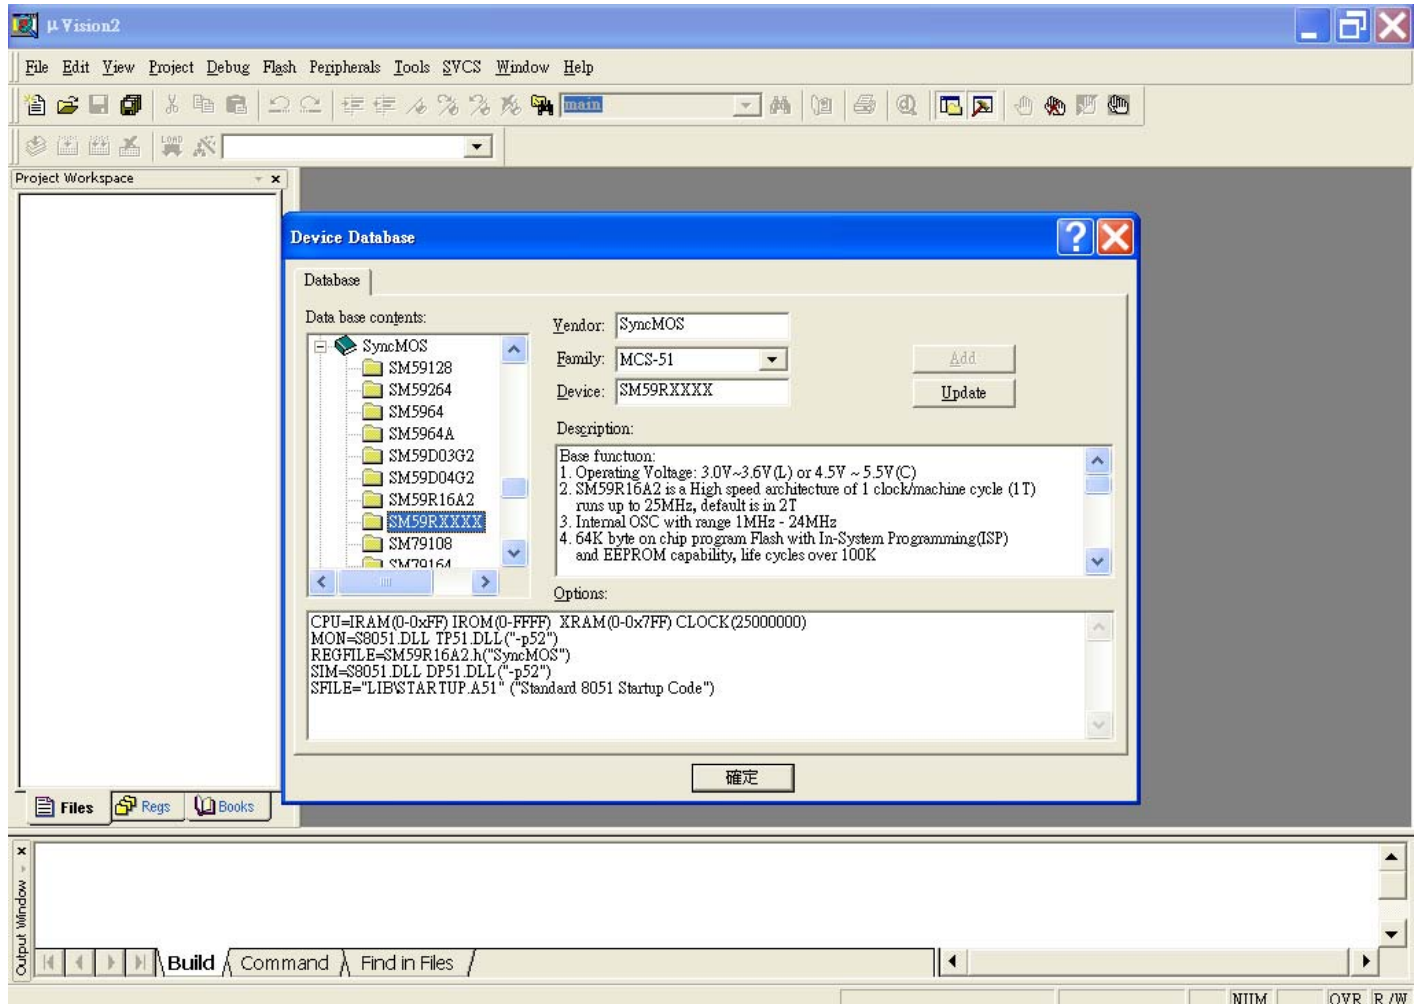 μVision2
File Edit View Project Debug Flash Peripherals Tools SVCS Window Help
main
LOAD
Project Workspace
Device Database
Database
Data base contents:
SyncMOS
SM59128
SM59264
SM5964
SM5964A
SM59D03G2
SM59D04G2
SM59R16A2
SM59RXXXX
SM79108
SM79164
Vendor: SyncMOS
Family: MCS-51
Device: SM59RXXXX
Add
Update
Description:
Base functuon:
1. Operating Voltage: 3.0V~3.6V(L) or 4.5V ~ 5.5V(C)
2. SM59R16A2 is a High speed architecture of 1 clock/machine cycle (1T)
runs up to 25MHz, default is in 2T
3. Internal OSC with range 1MHz - 24MHz
4. 64K byte on chip program Flash with In-System Programming(ISP)
and EEPROM capability, life cycles over 100K
Options:
CPU=IRAM(0-0xFF) IROM(0-FFFF) XRAM(0-0x7FF) CLOCK(25000000)
MON=S8051.DLL TP51.DLL("-p52")
REGFILE=SM59R16A2.h("SyncMOS")
SIM=S8051.DLL DP51.DLL("-p52")
SFILE="LIB\STARTUP.A51" ("Standard 8051 Startup Code")
確定
Files Regs Books
Output Window
Build Command Find in Files
NUM OVR R/W